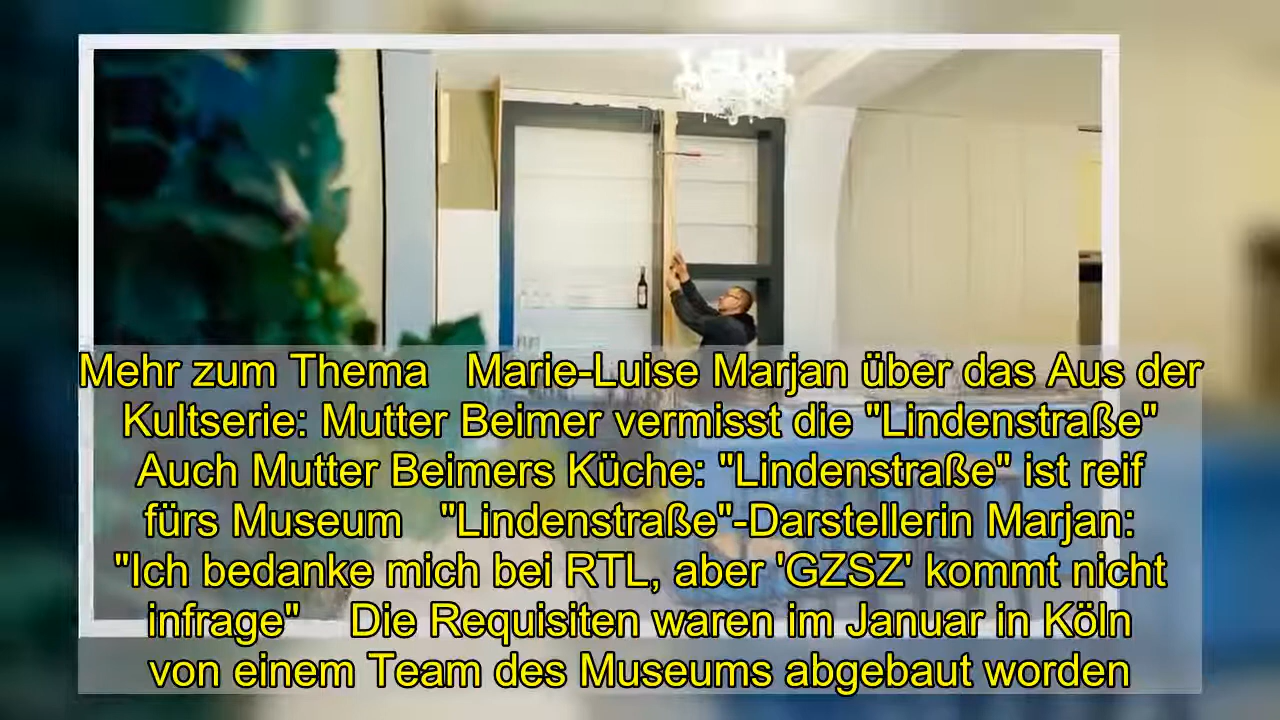 Mehr zum Thema   Marie-Luise Marjan über das Aus der
Kultserie: Mutter Beimer vermisst die "Lindenstraße"
Auch Mutter Beimers Küche: "Lindenstraße" ist reif
fürs Museum   "Lindenstraße"-Darstellerin Marjan:
"Ich bedanke mich bei RTL, aber 'GZSZ' kommt nicht
infrage"    Die Requisiten waren im Januar in Köln
von einem Team des Museums abgebaut worden